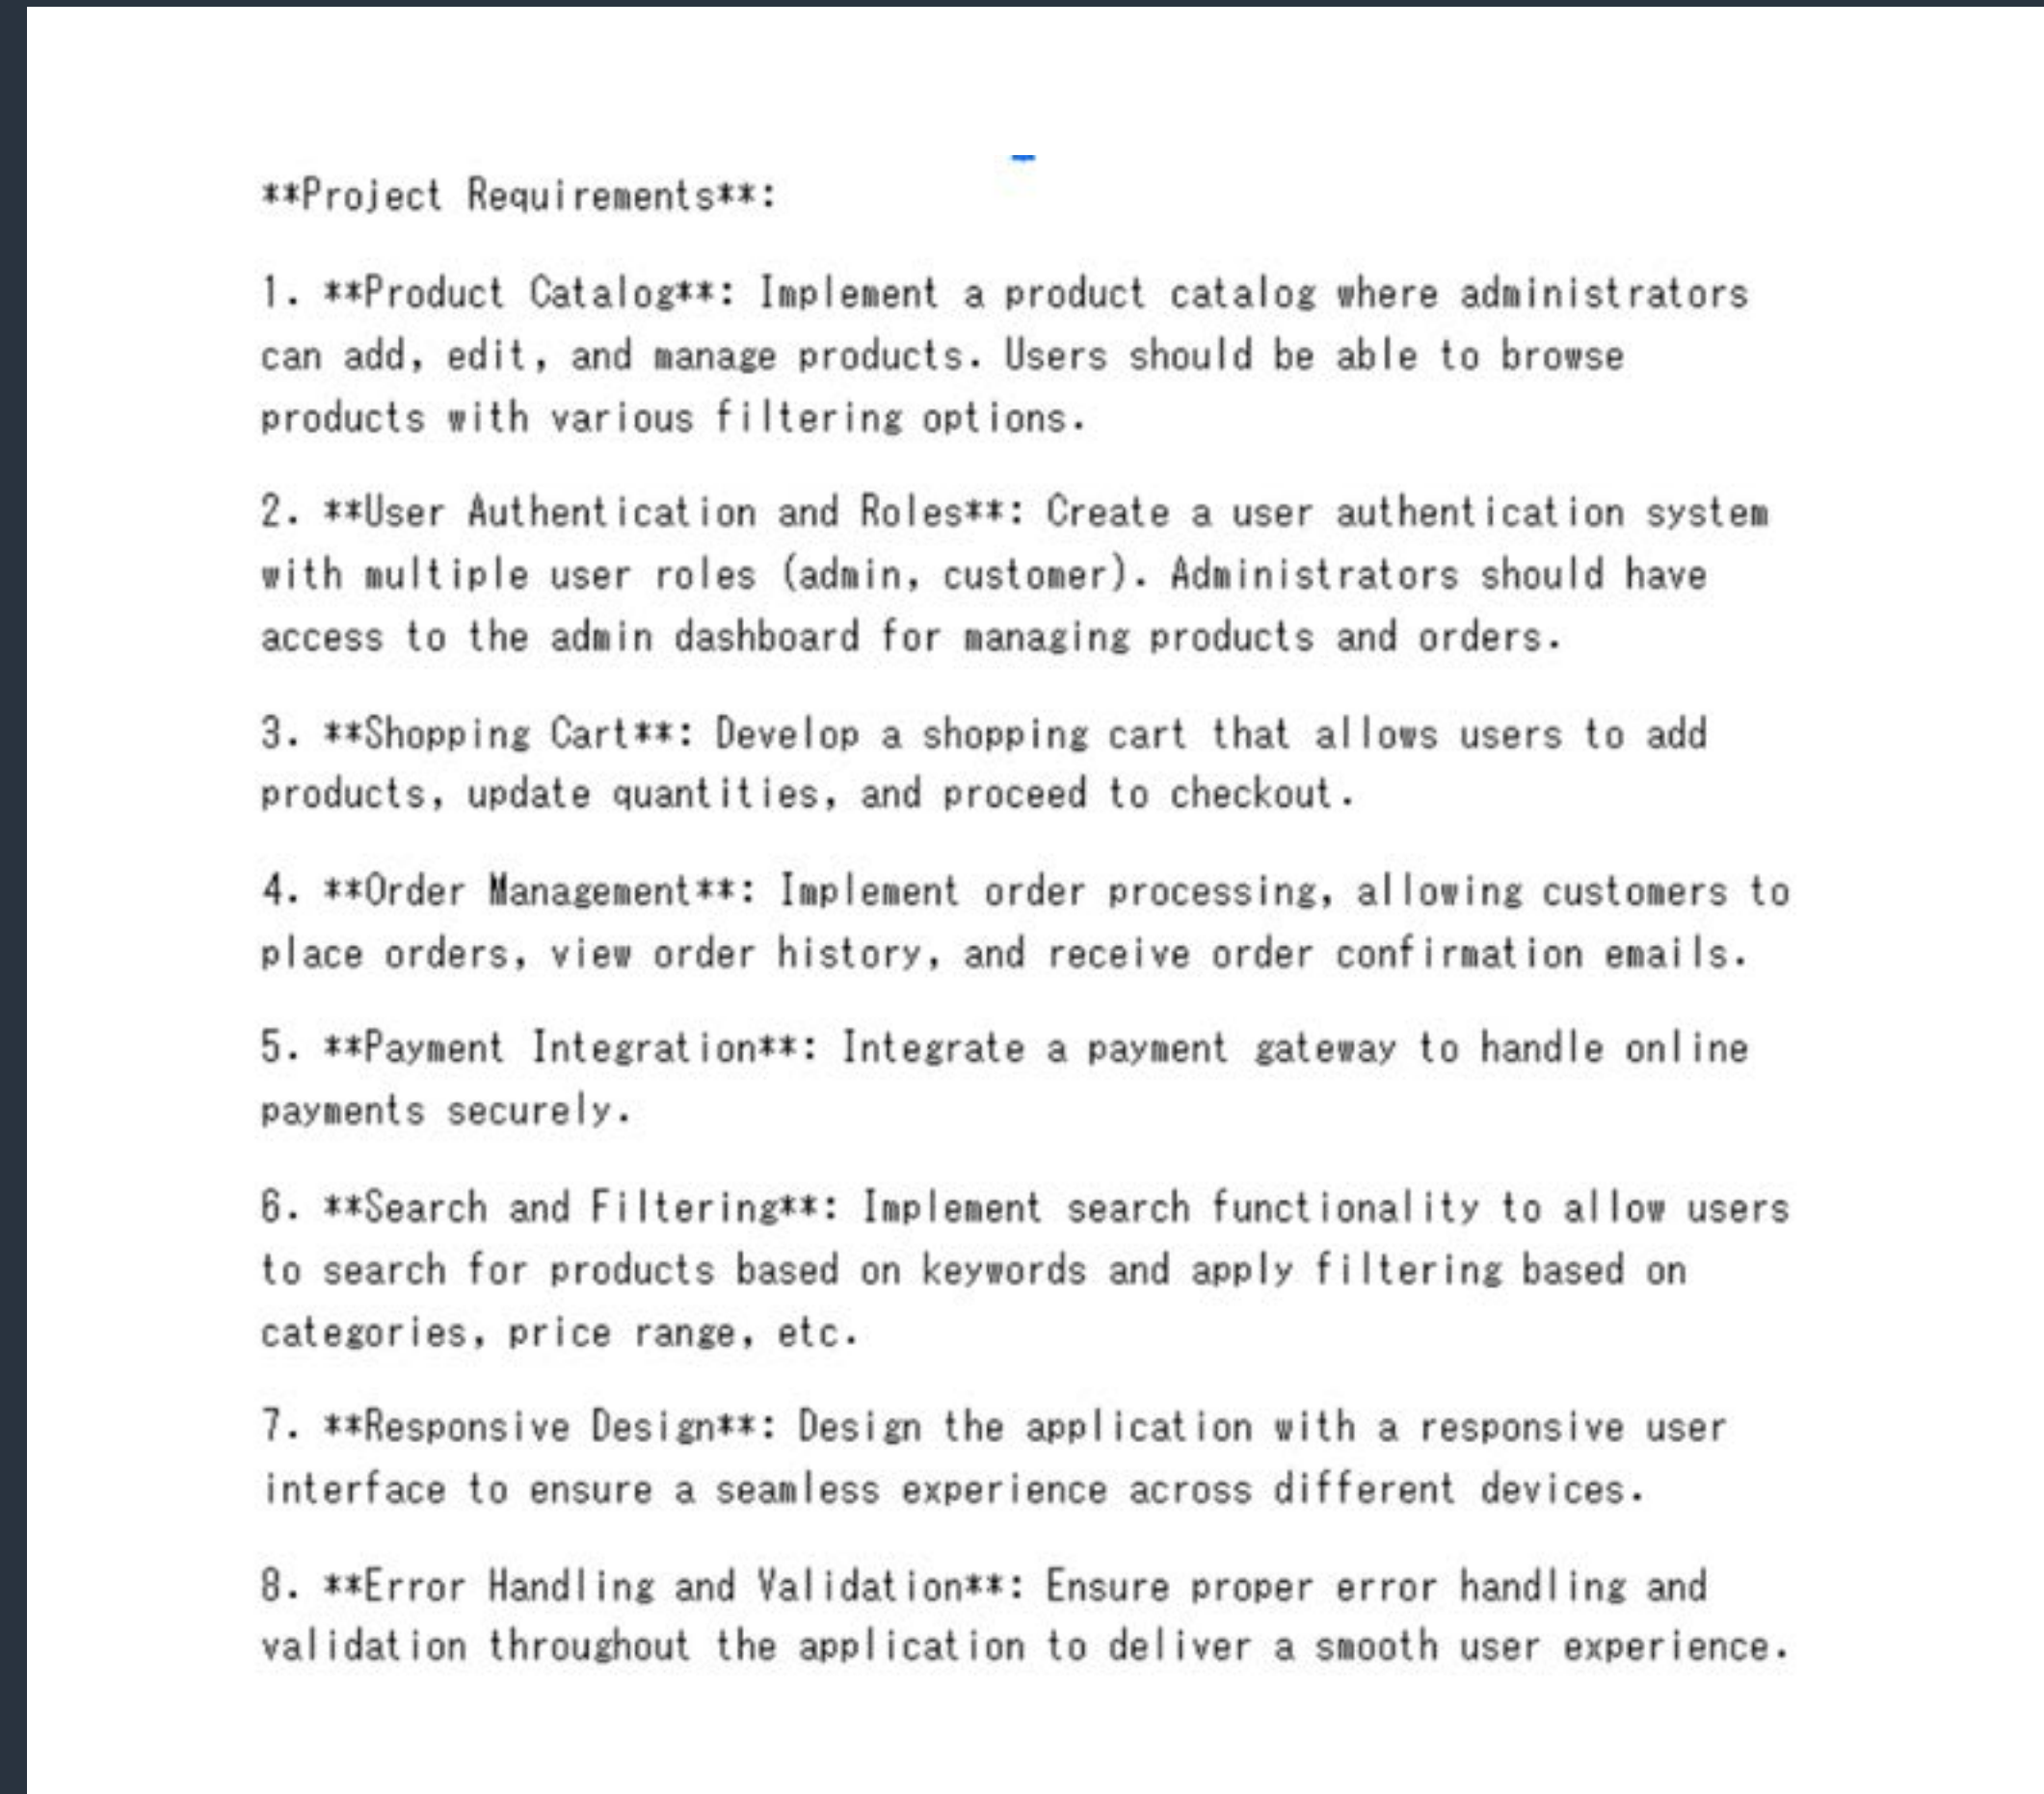 **Project Requirements**:
1. **Product Catalog**: Implement a product catalog where administrators
can add, edit, and manage products. Users should be able to browse
products with various filtering options.
2. **User Authentication and Roles**: Create a user authentication system
with multiple user roles (admin, customer). Administrators should have
access to the admin dashboard for managing products and orders.
3. **Shopping Cart**: Develop a shopping cart that allows users to add
products, update quantities, and proceed to checkout.
4. **Order Management**: Implement order processing, allowing customers to
place orders, view order history, and receive order confirmation emails.
5. **Payment Integration**: Integrate a payment gateway to handle online
payments securely.
6. **Search and Filtering**: Implement search functionality to allow users
to search for products based on keywords and apply filtering based on
categories, price range, etc.
7. **Responsive Design**: Design the application with a responsive user
interface to ensure a seamless experience across different devices.
8. **Error Handling and Validation**: Ensure proper error handling and
validation throughout the application to deliver a smooth user experience.